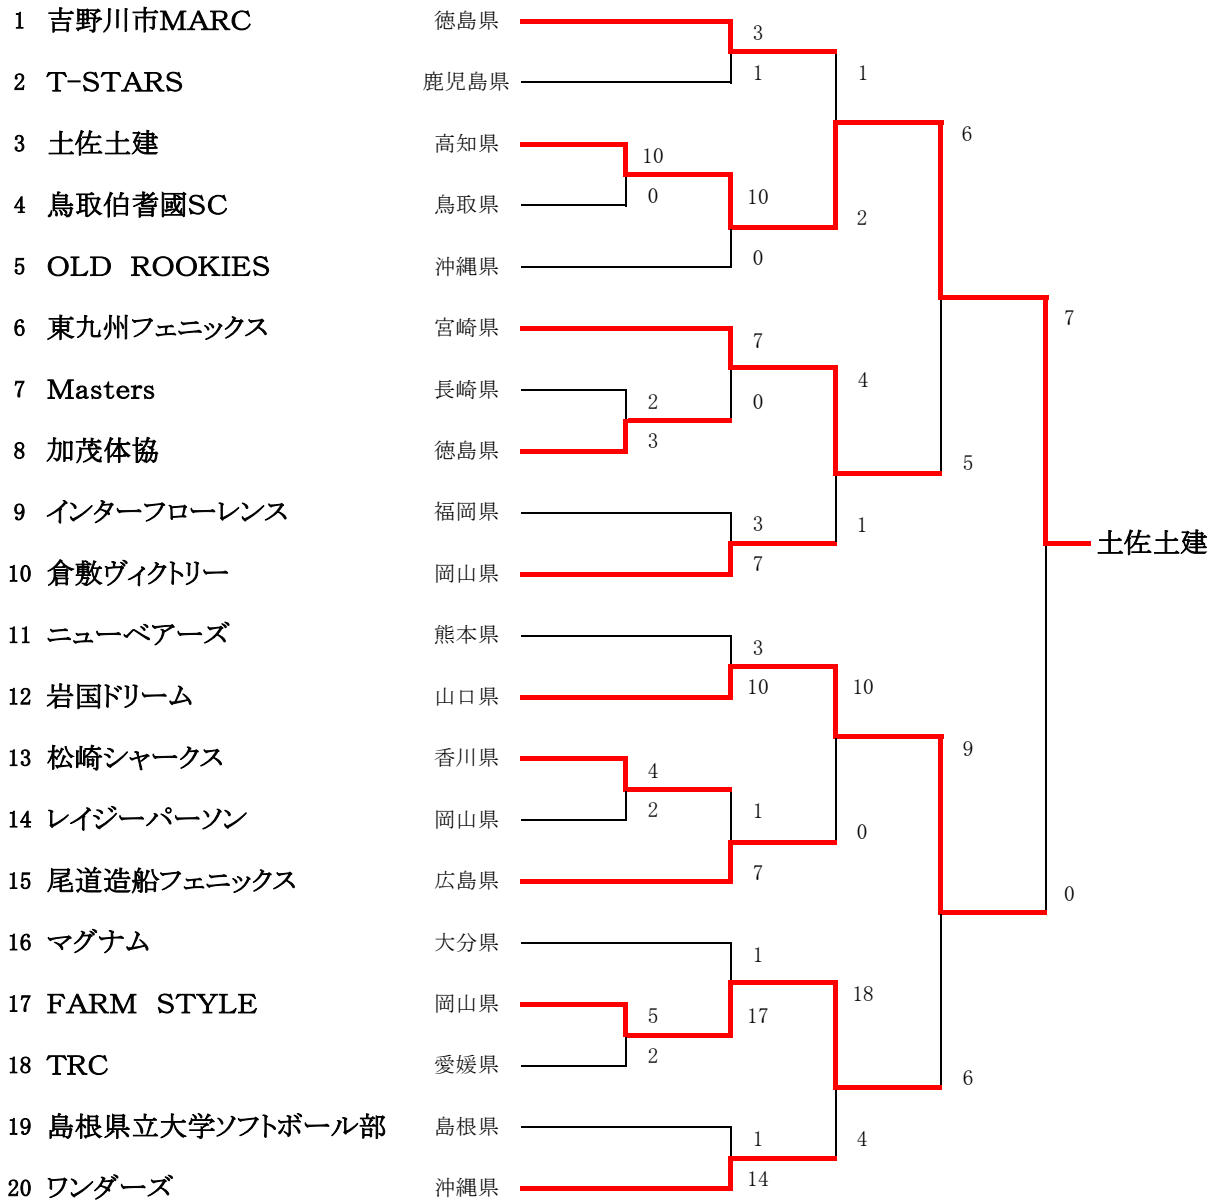 1 吉野川市MARC 徳島県
3
2 T-STARS 鹿児島県
1 1
6
3 土佐土建 高知県
10
4 鳥取伯耆國SC 鳥取県
0 10
2
5 OLD ROOKIES 沖縄県
0
6 東九州フェニックス 宮崎県
7
7
7 Masters 長崎県
4
2 0
8 加茂体協 徳島県
3
5
9 インターフローレンス 福岡県
3 1
土佐土建
10 倉敷ヴィクトリー 岡山県
7
11 ニューベアーズ 熊本県
3
12 岩国ドリーム 山口県
10 10
9
13 松崎シャークス 香川県
4
14 レイジーパーソン 岡山県
2 1
0
15 尾道造船フェニックス 広島県
7
0
16 マグナム 大分県
1
17 FARM STYLE 岡山県
18
5 17
18 TRC 愛媛県
2
6
19 島根県立大学ソフトボール部 島根県
1 4
20 ワンダーズ 沖縄県
14